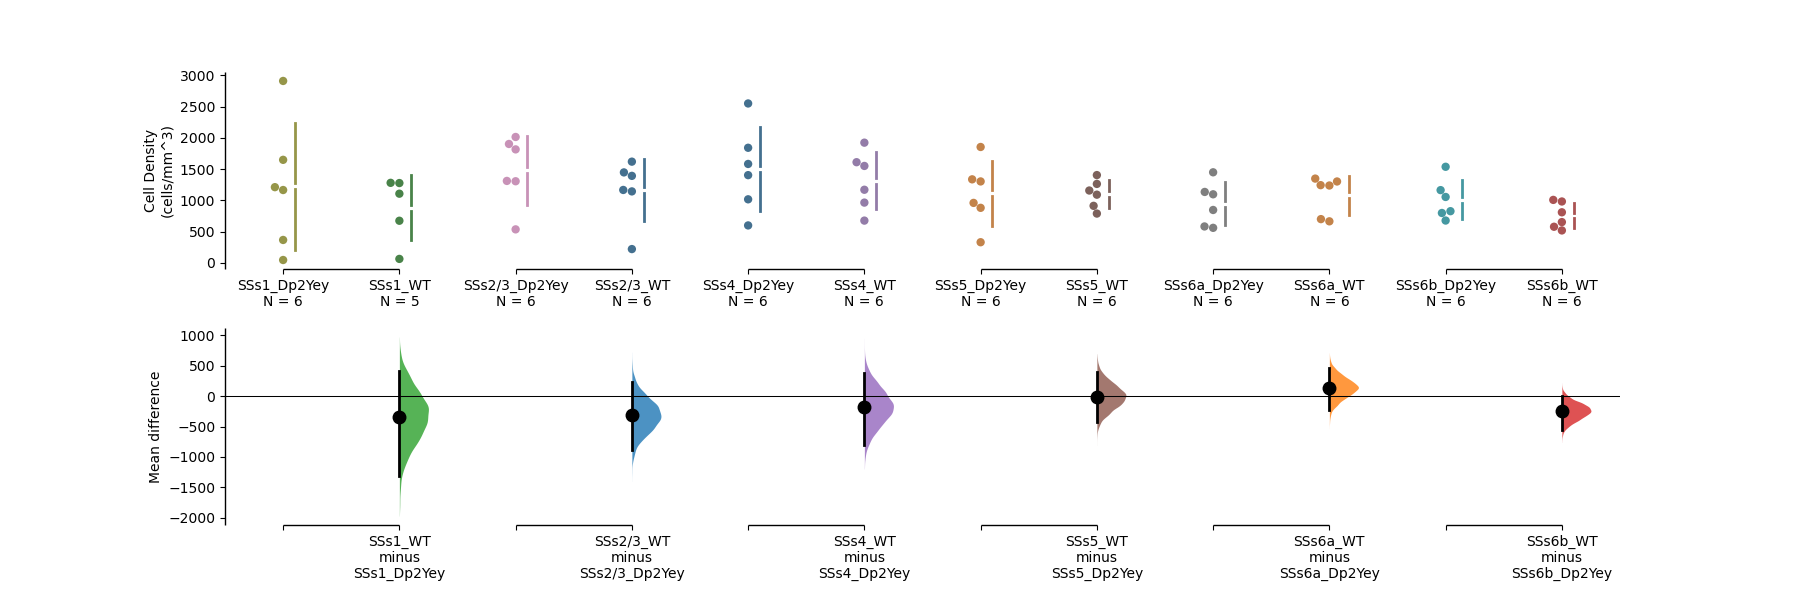 Cell Density
(cells/mm^3)
3000
2500
2000
1500
1000
500
0
SSs1_Dp2Yey
N = 6
SSs1_WT
N = 5
SSs2/3_Dp2Yey
N = 6
SSs2/3_WT
N = 6
SSs4_Dp2Yey
N = 6
SSs4_WT
N = 6
SSs5_Dp2Yey
N = 6
SSs5_WT
N = 6
SSs6a_Dp2Yey
N = 6
SSs6a_WT
N = 6
SSs6b_Dp2Yey
N = 6
SSs6b_WT
N = 6
Mean difference
1000
500
0
−500
−1000
−1500
−2000
SSs1_WT
minus
SSs1_Dp2Yey
SSs2/3_WT
minus
SSs2/3_Dp2Yey
SSs4_WT
minus
SSs4_Dp2Yey
SSs5_WT
minus
SSs5_Dp2Yey
SSs6a_WT
minus
SSs6a_Dp2Yey
SSs6b_WT
minus
SSs6b_Dp2Yey